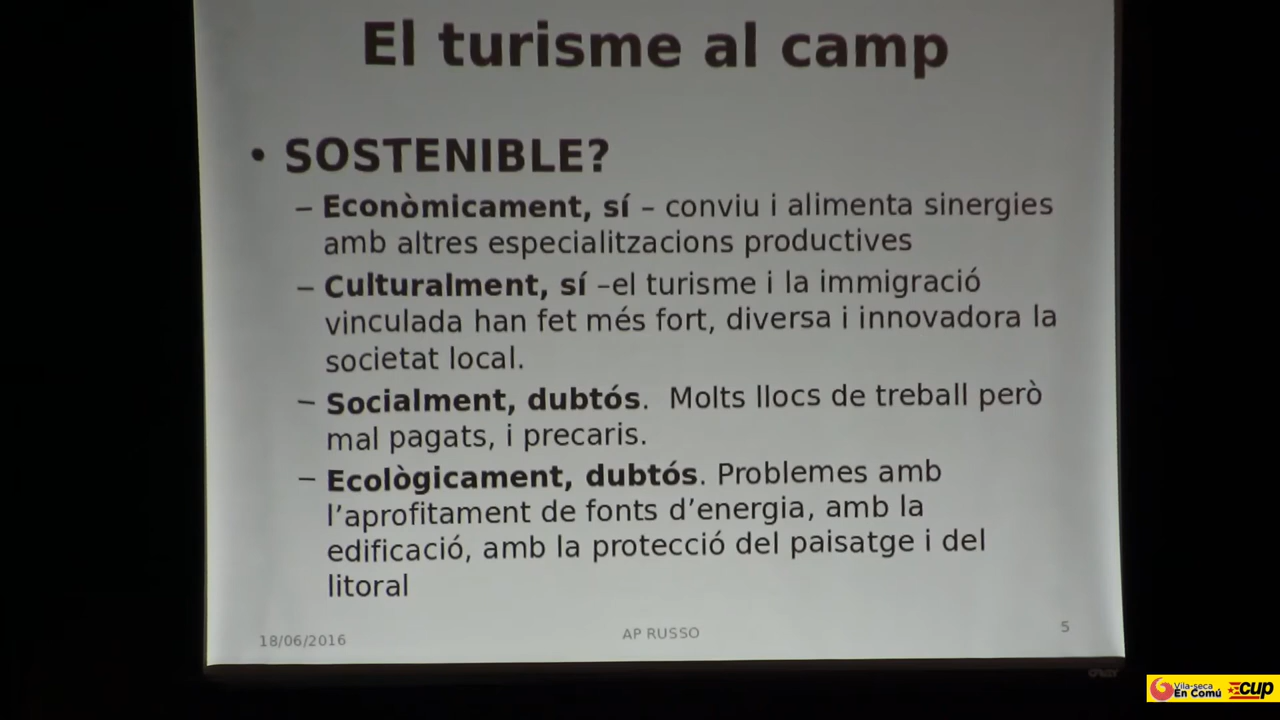 El turisme al camp
• SOSTENIBLE?
– Econòmicament, sí – conviu i alimenta sinergies
amb altres especialitzacions productives
– Culturalment, sí –el turisme i la immigració
vinculada han fet més fort, diversa i innovadora la
societat local.
– Socialment, dubtós. Molts llocs de treball però
mal pagats, i precaris.
– Ecològicament, dubtós. Problemes amb
l’aprofitament de fonts d’energia, amb la
edificació, amb la protecció del paisatge i del
litoral
18/06/2016
AP RUSSO
5
Vila-seca
En Comú
cup